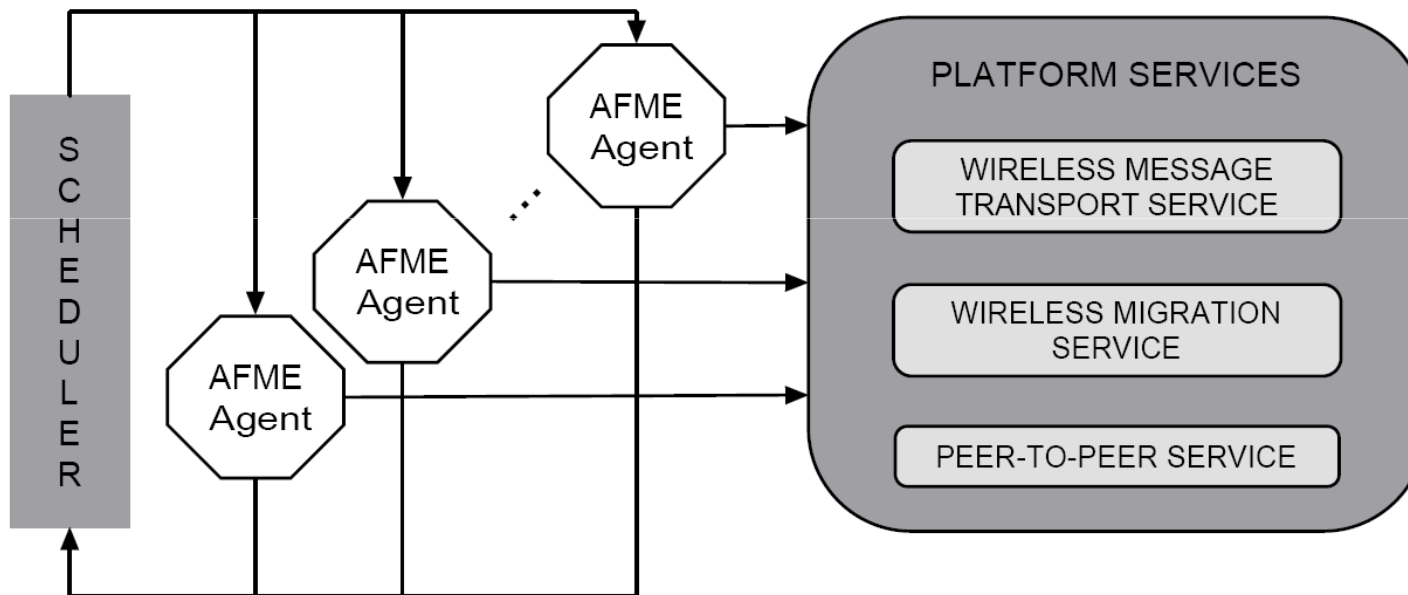 SCHEDULER
AFME
Agent
AFME
Agent
AFME
Agent
PLATFORM SERVICES
WIRELESS MESSAGE
TRANSPORT SERVICE
WIRELESS MIGRATION
SERVICE
PEER-TO-PEER SERVICE